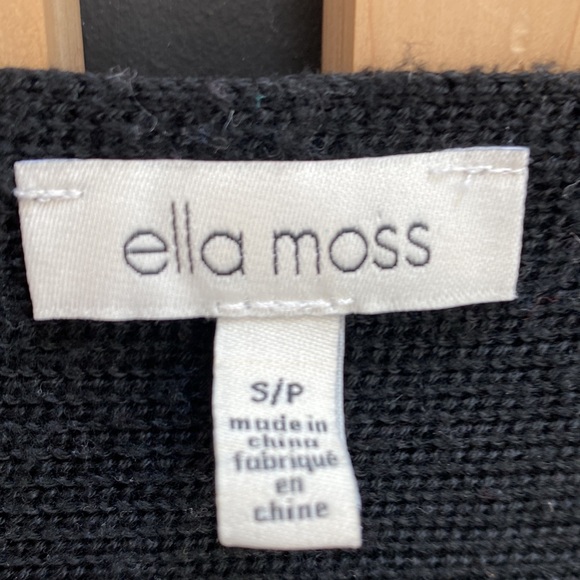 ella moss
S/P
made in
china
fabriqué
en
chine